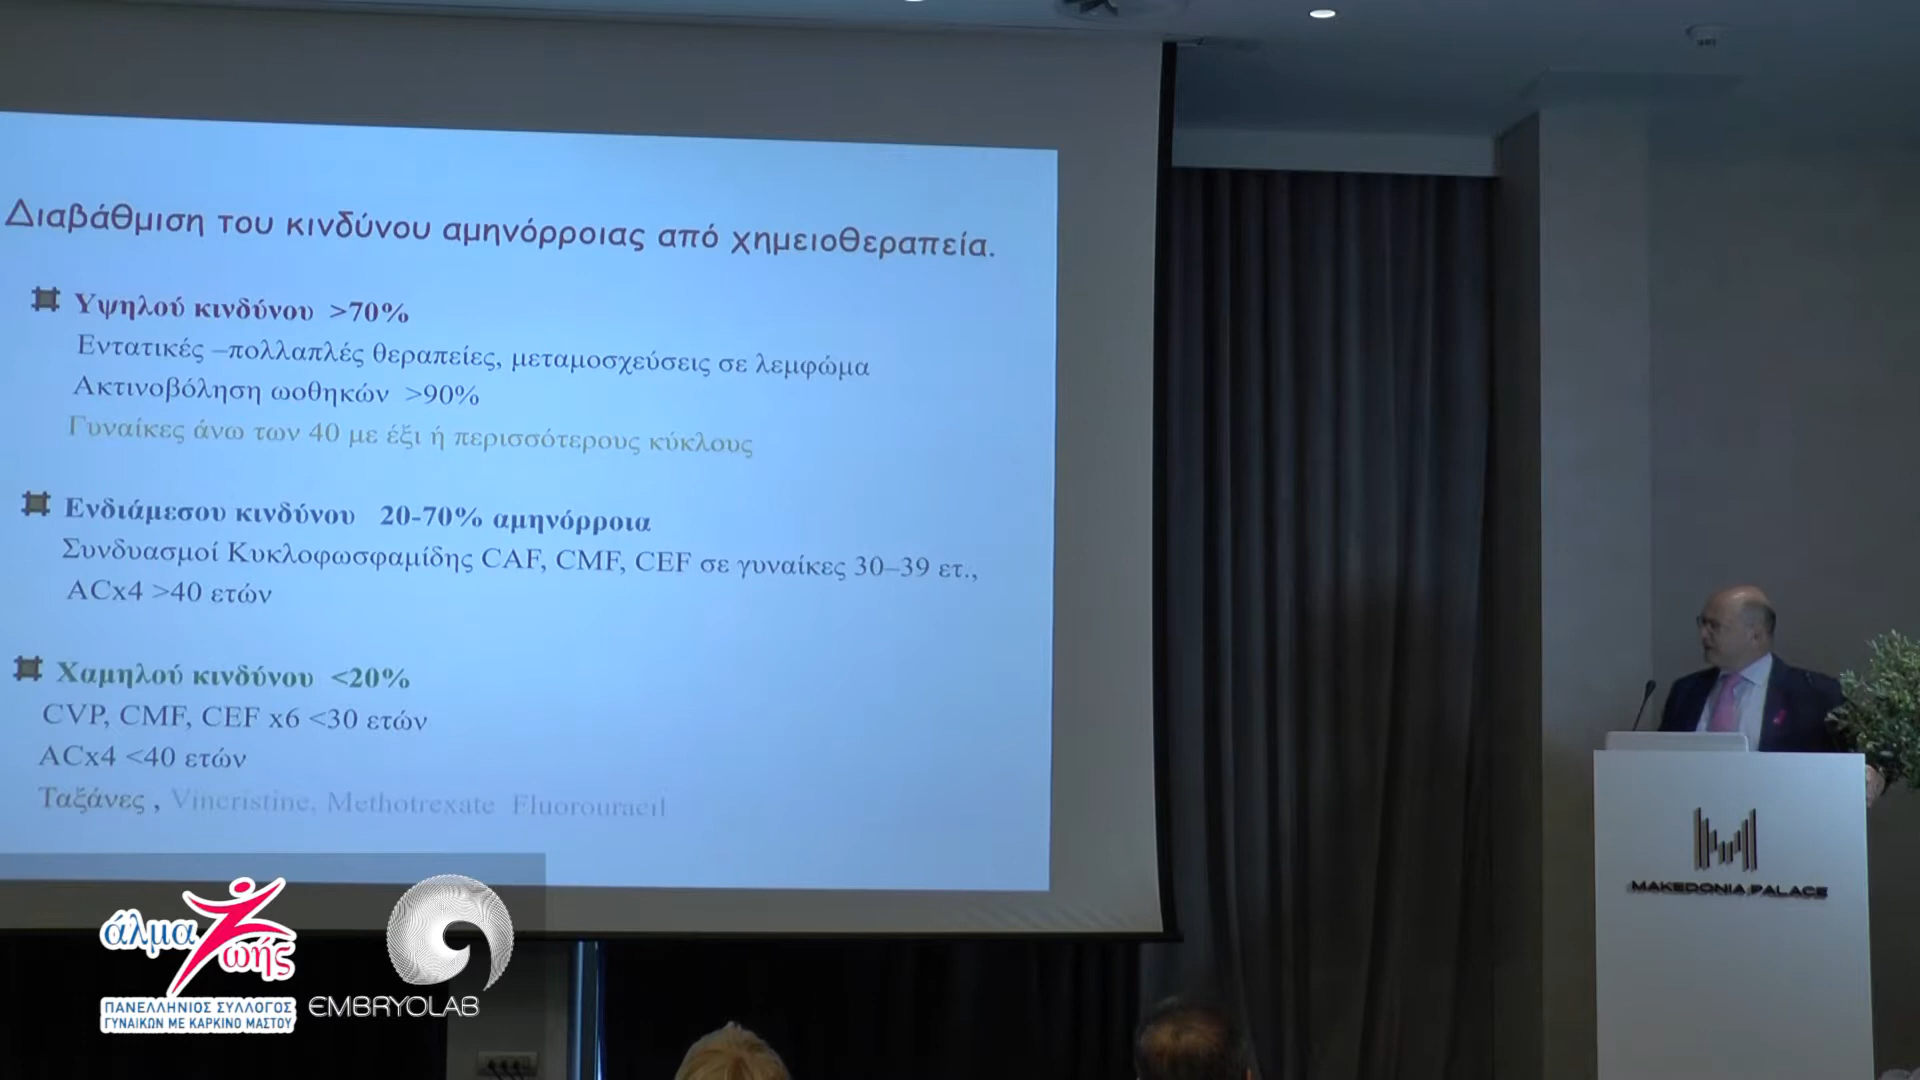 Διαβάθμιση του κινδύνου αμηνόρροιας από χημειοθεραπεία.
Υψηλού κινδύνου >70%
Εντατικές –πολλαπλές θεραπείες, μεταμοσχεύσεις σε λεμφώμα
Ακτινοβόληση ωοθηκών >90%
Γυναίκες άνω των 40 με έξι ή περισσότερους κύκλους
Ενδιάμεσου κινδύνου 20-70% αμηνόρροια
Συνδυασμοί Κυκλοφωσφαμίδης CAF, CMF, CEF σε γυναίκες 30–39 ετ.,
ACx4 >40 ετών
Χαμηλού κινδύνου <20%
CVP, CMF, CEF x6 <30 ετών
ACx4 <40 ετών
Ταξάνες , Vincristine, Methotrexate Fluorouracil
άλμα Ζωής
ΠΑΝΕΛΛΗΝΙΟΣ ΣΥΛΛΟΓΟΣ
ΓΥΝΑΙΚΩΝ ΜΕ ΚΑΡΚΙΝΟ ΜΑΣΤΟΥ
EMBRYOLAB
MAKEDONIA PALACE